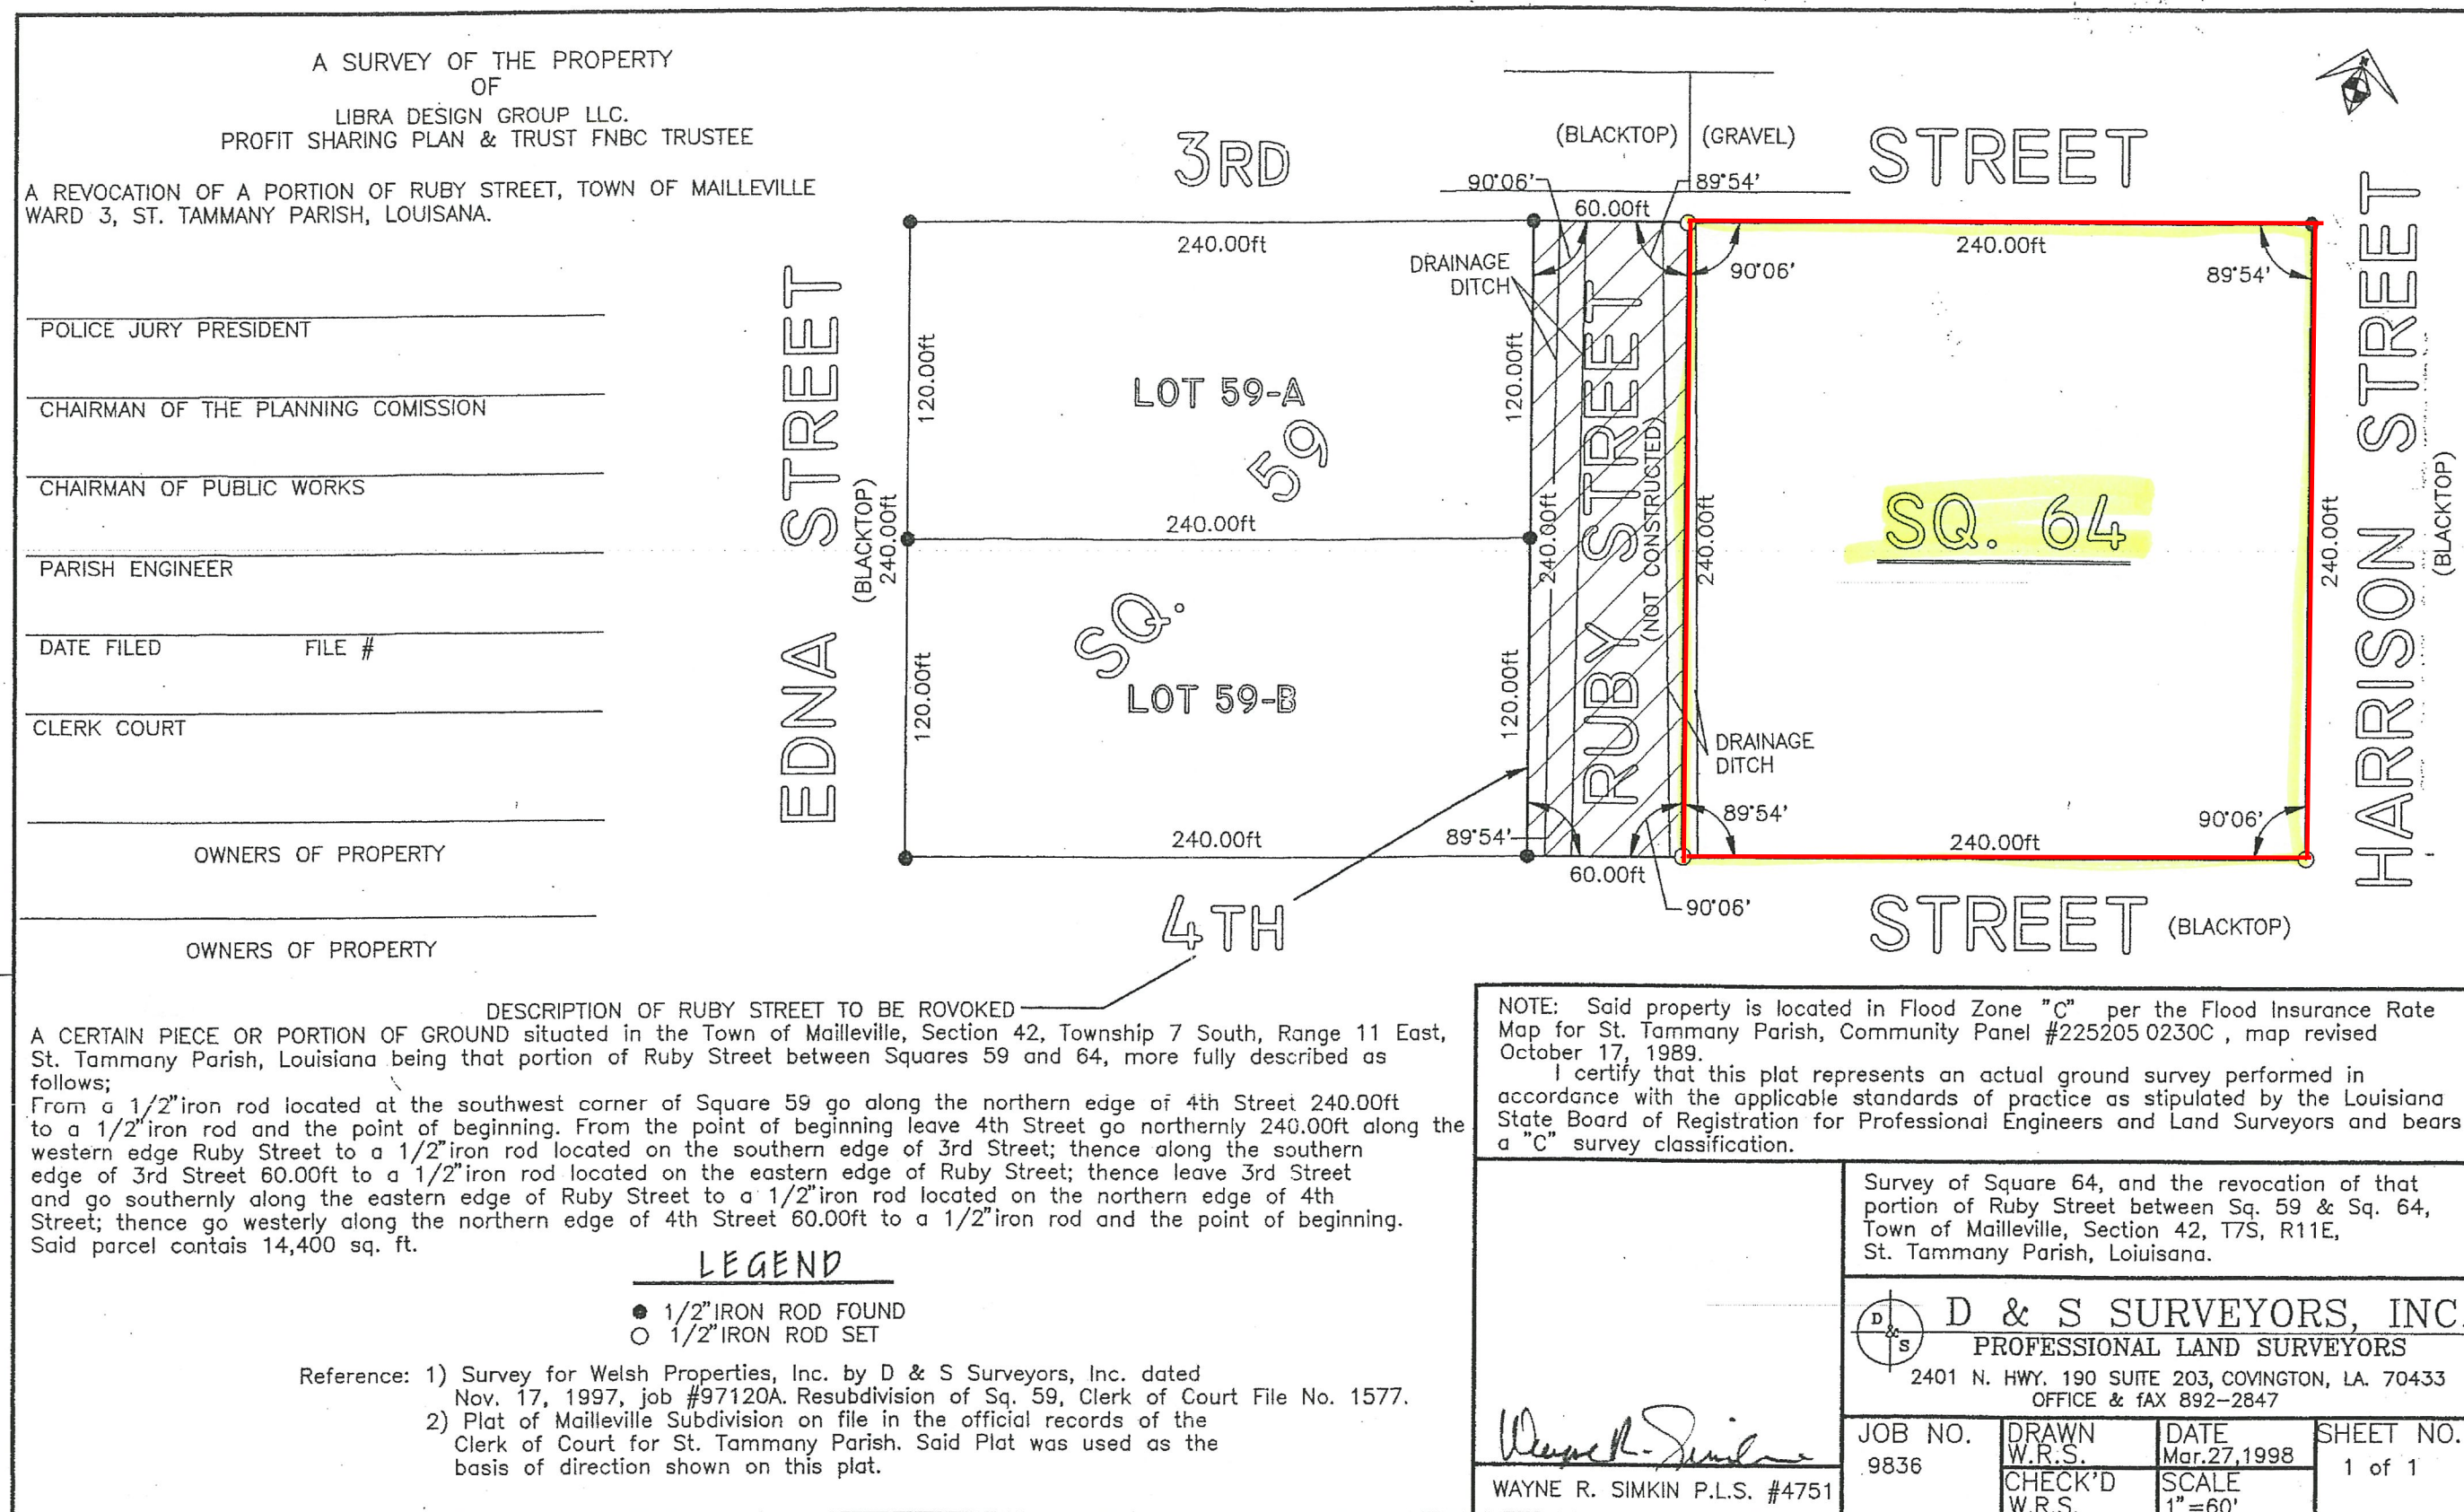 A SURVEY OF THE PROPERTY
OF
LIBRA DESIGN GROUP LLC.
PROFIT SHARING PLAN & TRUST FNBC TRUSTEE
A REVOCATION OF A PORTION OF RUBY STREET, TOWN OF MAILLEVILLE
WARD 3, ST. TAMMANY PARISH, LOUISANA.
POLICE JURY PRESIDENT
CHAIRMAN OF THE PLANNING COMISSION
CHAIRMAN OF PUBLIC WORKS
PARISH ENGINEER
DATE FILED FILE #
CLERK COURT
OWNERS OF PROPERTY
OWNERS OF PROPERTY
3RD STREET
(BLACKTOP) (GRAVEL)
90°06' 89°54'
60.00ft
240.00ft
240.00ft
DRAINAGE
DITCH
90°06'
89°54'
EDNA STREET
(BLACKTOP)
240.00ft
120.00ft
120.00ft
LOT 59-A
SQ. 59
240.00ft
LOT 59-B
120.00ft
120.00ft
240.00ft
RUBY STREET
(NOT CONSTRUCTED)
240.00ft
SQ. 64
240.00ft
HARRISON STREET
(BLACKTOP)
DRAINAGE
DITCH
89°54'
89°54'
90°06'
240.00ft
240.00ft
60.00ft
90°06'
4TH STREET (BLACKTOP)
DESCRIPTION OF RUBY STREET TO BE ROVOKED
A CERTAIN PIECE OR PORTION OF GROUND situated in the Town of Mailleville, Section 42, Township 7 South, Range 11 East,
St. Tammany Parish, Louisiana being that portion of Ruby Street between Squares 59 and 64, more fully described as
follows;
From a 1/2"iron rod located at the southwest corner of Square 59 go along the northern edge of 4th Street 240.00ft
to a 1/2"iron rod and the point of beginning. From the point of beginning leave 4th Street go northernly 240.00ft along the
western edge Ruby Street to a 1/2"iron rod located on the southern edge of 3rd Street; thence along the southern
edge of 3rd Street 60.00ft to a 1/2"iron rod located on the eastern edge of Ruby Street; thence leave 3rd Street
and go southernly along the eastern edge of Ruby Street to a 1/2"iron rod located on the northern edge of 4th
Street; thence go westerly along the northern edge of 4th Street 60.00ft to a 1/2"iron rod and the point of beginning.
Said parcel contais 14,400 sq. ft.
LEGEND
1/2"IRON ROD FOUND
1/2"IRON ROD SET
Reference: 1) Survey for Welsh Properties, Inc. by D & S Surveyors, Inc. dated
Nov. 17, 1997, job #97120A. Resubdivision of Sq. 59, Clerk of Court File No. 1577.
2) Plat of Mailleville Subdivision on file in the official records of the
Clerk of Court for St. Tammany Parish. Said Plat was used as the
basis of direction shown on this plat.
NOTE: Said property is located in Flood Zone "C" per the Flood Insurance Rate
Map for St. Tammany Parish, Community Panel #225205 0230C , map revised
October 17, 1989.
I certify that this plat represents an actual ground survey performed in
accordance with the applicable standards of practice as stipulated by the Louisiana
State Board of Registration for Professional Engineers and Land Surveyors and bears
a "C" survey classification.
Survey of Square 64, and the revocation of that
portion of Ruby Street between Sq. 59 & Sq. 64,
Town of Mailleville, Section 42, T7S, R11E,
St. Tammany Parish, Loiuisana.
D & S
D & S SURVEYORS, INC.
PROFESSIONAL LAND SURVEYORS
2401 N. HWY. 190 SUITE 203, COVINGTON, LA. 70433
OFFICE & fAX 892-2847
Wayne R. Simkin
WAYNE R. SIMKIN P.L.S. #4751
JOB NO.
9836
DRAWN
W.R.S.
CHECK'D
W.R.S.
DATE
Mar.27,1998
SCALE
1"=60'
SHEET NO.
1 of 1